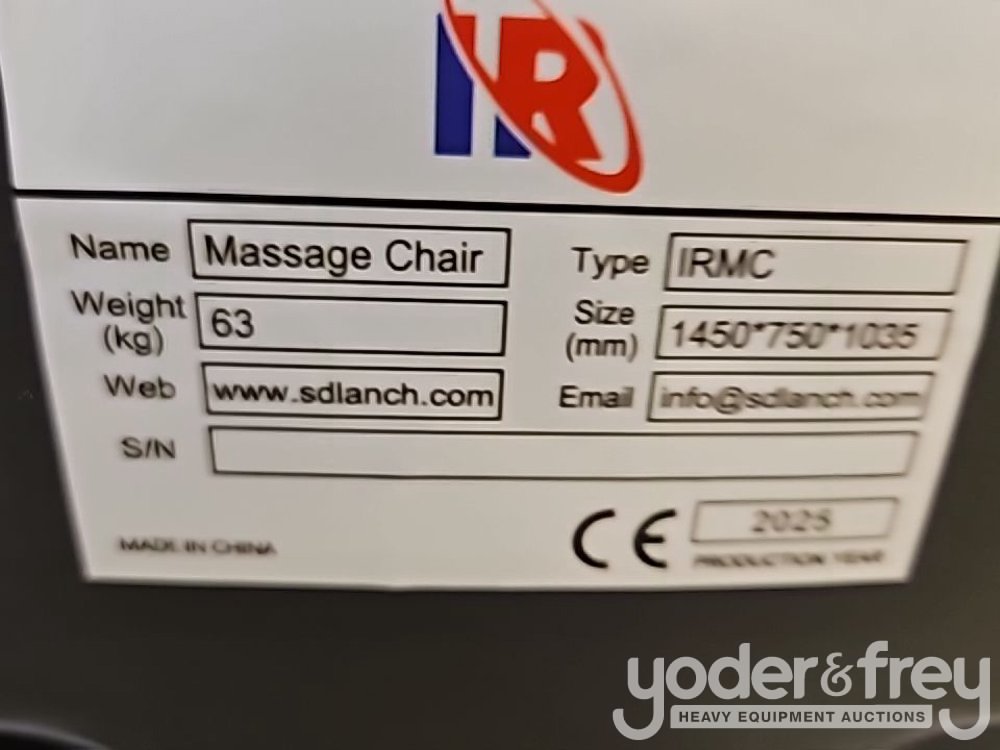 IR
Name Massage Chair Type IRMC
Weight (kg) 63 Size (mm) 1450*750*1035
Web www.sdlanch.com Email info@sdlanch.com
S/N
MADE IN CHINA CE 2025
PRODUCTION YEAR
yoder&frey
HEAVY EQUIPMENT AUCTIONS